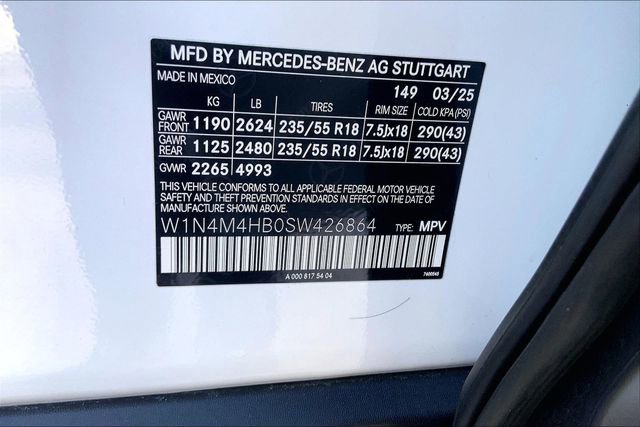 MFD BY MERCEDES-BENZ AG STUTTGART
MADE IN MEXICO 149 03/25
KG LB TIRES RIM SIZE COLD KPA(PSI)
GAWR FRONT 1190 2624 235/55 R18 7.5Jx18 290(43)
GAWR REAR 1125 2480 235/55 R18 7.5Jx18 290(43)
GVWR 2265 4993
THIS VEHICLE CONFORMS TO ALL APPLICABLE FEDERAL MOTOR VEHICLE
SAFETY AND THEFT PREVENTION STANDARDS IN EFFECT ON THE DATE
OF MANUFACTURE SHOWN ABOVE.
W1N4M4HB0SW426864 TYPE: MPV
A 000 817 54 04 7400545